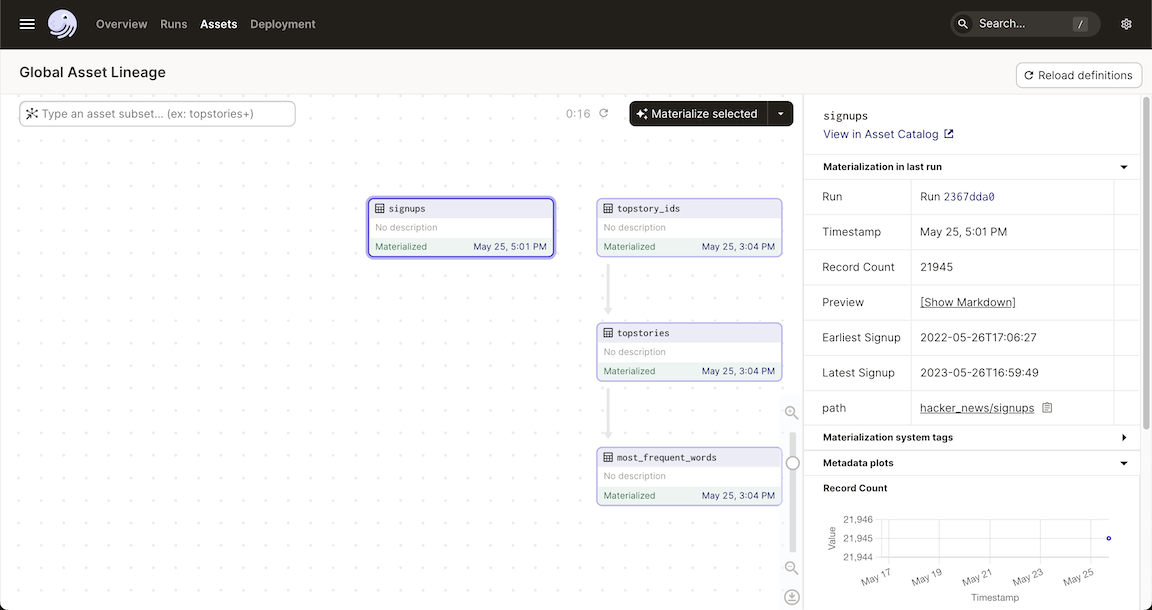 Overview Runs Assets Deployment
Search... /
Global Asset Lineage
Reload definitions
Type an asset subset... (ex: topstories+)
0:16
Materialize selected
signups
No description
Materialized May 25, 5:01 PM
topstory_ids
No description
Materialized May 25, 3:04 PM
topstories
No description
Materialized May 25, 3:04 PM
most_frequent_words
No description
Materialized May 25, 3:04 PM
signups
View in Asset Catalog
Materialization in last run
Run Run 2367dda0
Timestamp May 25, 5:01 PM
Record Count 21945
Preview [Show Markdown]
Earliest Signup 2022-05-26T17:06:27
Latest Signup 2023-05-26T16:59:49
path hacker_news/signups
Materialization system tags
Metadata plots
Record Count
Value
21,946
21,945
21,944
May 17 May 19 May 21 May 23 May 25
Timestamp